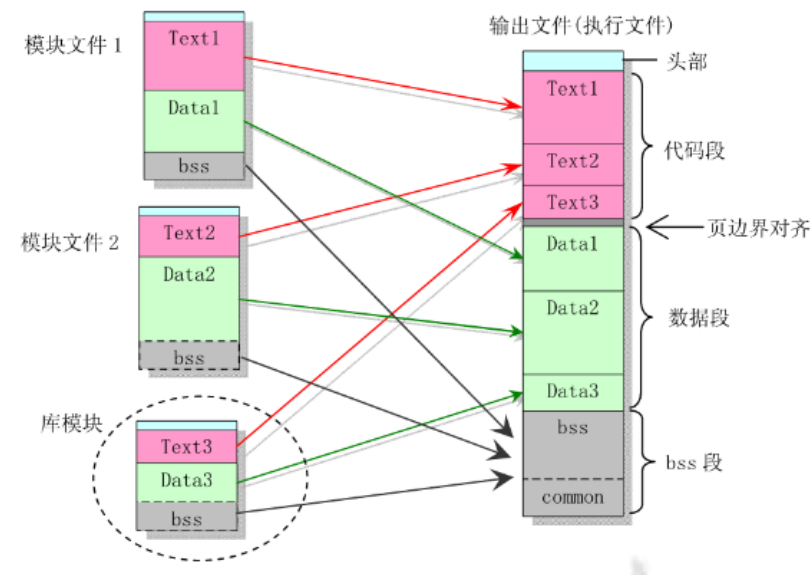 模块文件1
Text1
Data1
bss
模块文件2
Text2
Data2
bss
库模块
Text3
Data3
bss
输出文件(执行文件)
头部
Text1
Text2
Text3
代码段
页边界对齐
Data1
Data2
Data3
数据段
bss
common
bss 段